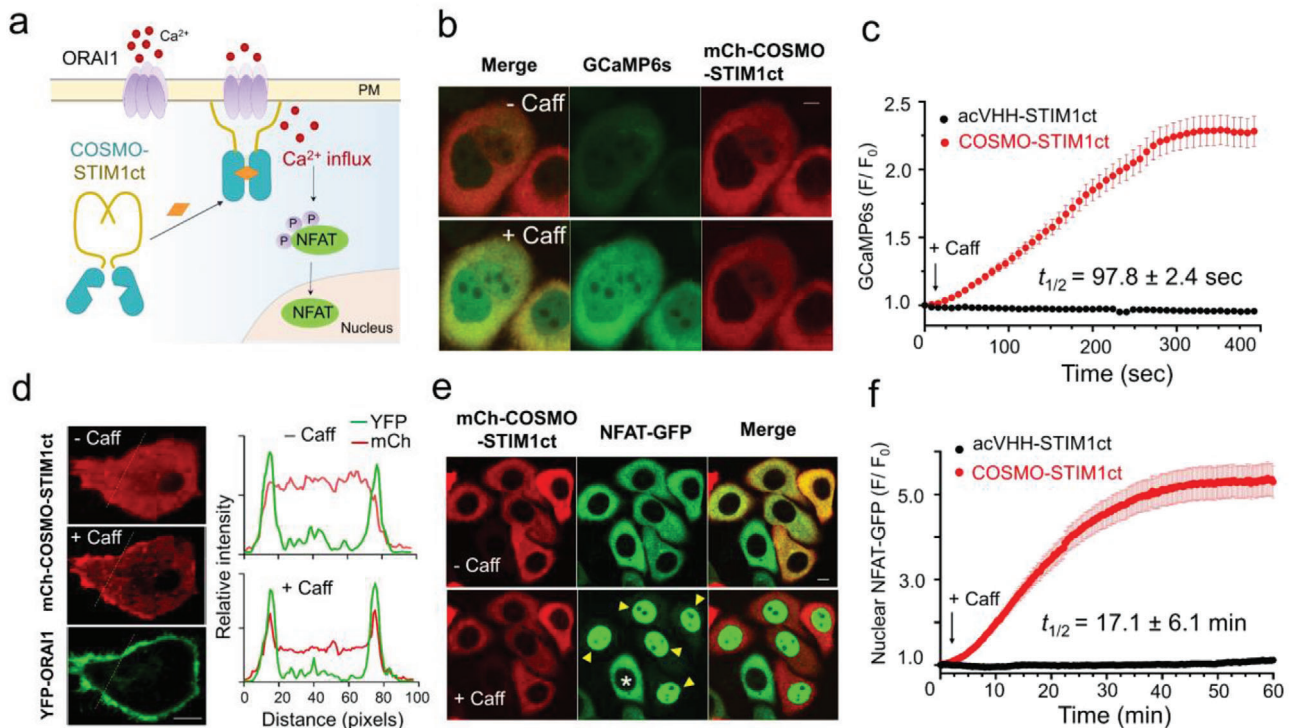 a
Ca²⁺
ORAI1
PM
COSMO-
STIM1ct
Ca²⁺ influx
P
P
P
NFAT
NFAT
Nucleus
b
Merge
GCaMP6s
mCh-COSMO
-STIM1ct
- Caff
+ Caff
c
GCaMP6s (F/ F₀)
2.5
2.0
1.0
acVHH-STIM1ct
COSMO-STIM1ct
+ Caff
t₁/₂ = 97.8 ± 2.4 sec
0
100
200
300
400
Time (sec)
d
mCh-COSMO-STIM1ct
YFP-ORAI1
- Caff
+ Caff
Relative intensity
- Caff
YFP
mCh
+ Caff
0
20
40
60
80
100
Distance (pixels)
e
mCh-COSMO
-STIM1ct
NFAT-GFP
Merge
- Caff
+ Caff
*
f
Nuclear NFAT-GFP (F/ F₀)
5.0
3.0
1.0
acVHH-STIM1ct
COSMO-STIM1ct
+ Caff
t₁/₂ = 17.1 ± 6.1 min
0
10
20
30
40
50
60
Time (min)